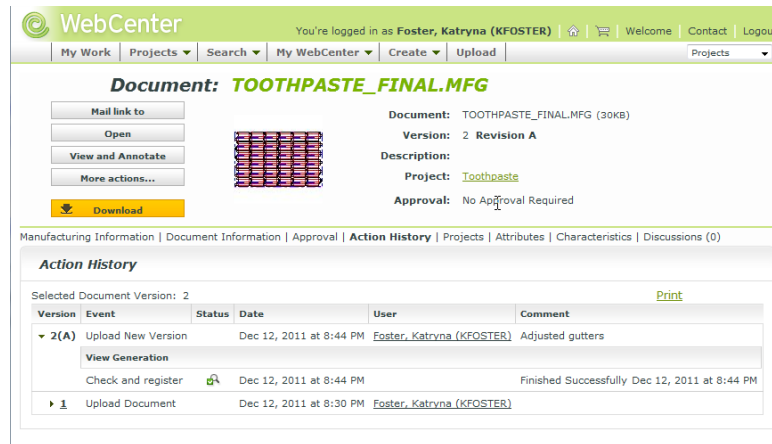 WebCenter
You're logged in as Foster, Katryna (KFOSTER) | Welcome | Contact | Logou
My Work | Projects | Search | My WebCenter | Create | Upload | Projects
Document: TOOTHPASTE_FINAL.MFG
Mail link to
Open
View and Annotate
More actions...
Download
Document: TOOTHPASTE_FINAL.MFG (30KB)
Version: 2 Revision A
Description:
Project: Toothpaste
Approval: No Approval Required
Manufacturing Information | Document Information | Approval | Action History | Projects | Attributes | Characteristics | Discussions (0)
Action History
Selected Document Version: 2 Print
Version Event Status Date User Comment
2(A) Upload New Version Dec 12, 2011 at 8:44 PM Foster, Katryna (KFOSTER) Adjusted gutters
View Generation
Check and register Dec 12, 2011 at 8:44 PM Finished Successfully Dec 12, 2011 at 8:44 PM
1 Upload Document Dec 12, 2011 at 8:30 PM Foster, Katryna (KFOSTER)